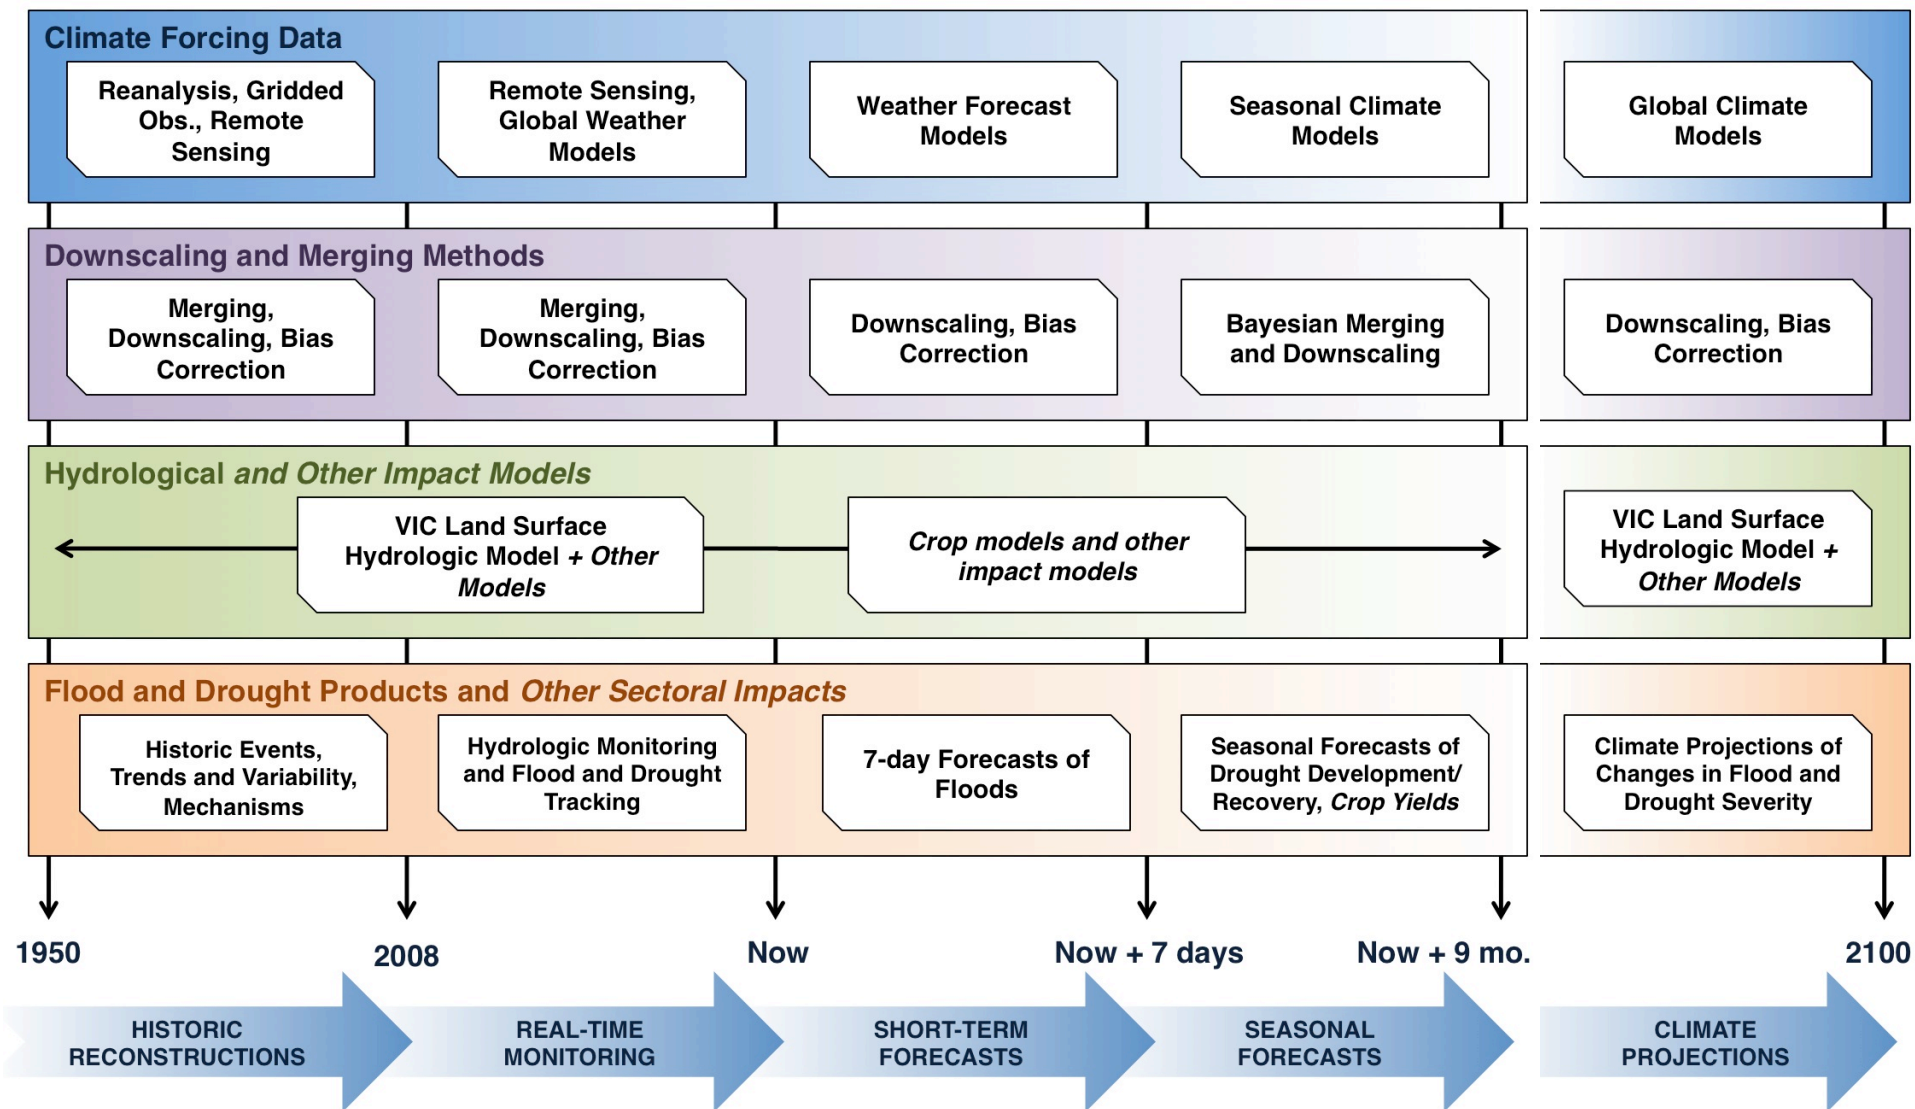 Climate Forcing Data
Reanalysis, Gridded
Obs., Remote
Sensing
Remote Sensing,
Global Weather
Models
Weather Forecast
Models
Seasonal Climate
Models
Global Climate
Models
Downscaling and Merging Methods
Merging,
Downscaling, Bias
Correction
Merging,
Downscaling, Bias
Correction
Downscaling, Bias
Correction
Bayesian Merging
and Downscaling
Downscaling, Bias
Correction
Hydrological and Other Impact Models
VIC Land Surface
Hydrologic Model + Other
Models
Crop models and other
impact models
VIC Land Surface
Hydrologic Model +
Other Models
Flood and Drought Products and Other Sectoral Impacts
Historic Events,
Trends and Variability,
Mechanisms
Hydrologic Monitoring
and Flood and Drought
Tracking
7-day Forecasts of
Floods
Seasonal Forecasts of
Drought Development/
Recovery, Crop Yields
Climate Projections of
Changes in Flood and
Drought Severity
1950
2008
Now
Now + 7 days
Now + 9 mo.
2100
HISTORIC
RECONSTRUCTIONS
REAL-TIME
MONITORING
SHORT-TERM
FORECASTS
SEASONAL
FORECASTS
CLIMATE
PROJECTIONS